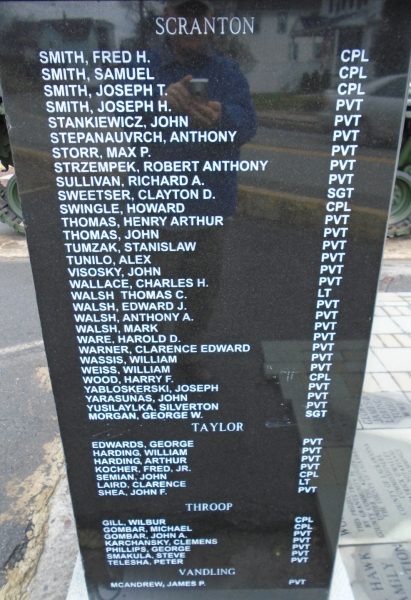 SCRANTON
SMITH, FRED H. CPL
SMITH, SAMUEL CPL
SMITH, JOSEPH T. CPL
SMITH, JOSEPH H. PVT
STANKIEWICZ, JOHN PVT
STEPANAUVRCH, ANTHONY PVT
STORR, MAX P. PVT
STRZEMPEK, ROBERT ANTHONY PVT
SULLIVAN, RICHARD A. PVT
SWEETSER, CLAYTON D. SGT
SWINGLE, HOWARD CPL
THOMAS, HENRY ARTHUR PVT
THOMAS, JOHN PVT
TUMZAK, STANISLAW PVT
TUNILO, ALEX PVT
VISOSKY, JOHN PVT
WALLACE, CHARLES H. PVT
WALSH THOMAS C. LT
WALSH, EDWARD J. PVT
WALSH, ANTHONY A. PVT
WALSH, MARK PVT
WARE, HAROLD D. PVT
WARNER, CLARENCE EDWARD PVT
WASSIS, WILLIAM PVT
WEISS, WILLIAM PVT
WOOD, HARRY F. CPL
YABLOSKERSKI, JOSEPH PVT
YARASUNAS, JOHN PVT
YUSILAYLKA, SILVERTON PVT
MORGAN, GEORGE W. SGT
TAYLOR
EDWARDS, GEORGE PVT
HARDING, WILLIAM PVT
HARDING, ARTHUR PVT
KOCHER, FRED, JR. PVT
SEMIAN, JOHN CPL
LAIRD, CLARENCE LT
SHEA, JOHN F. PVT
THROOP
GILL, WILBUR CPL
GOMBAR, MICHAEL CPL
GOMBAR, JOHN A. PVT
KARCHANSKY, CLEMENS PVT
PHILLIPS, GEORGE PVT
SMAKULA, STEVE PVT
TELESHA, PETER PVT
VANDLING
MCANDREW, JAMES P. PVT